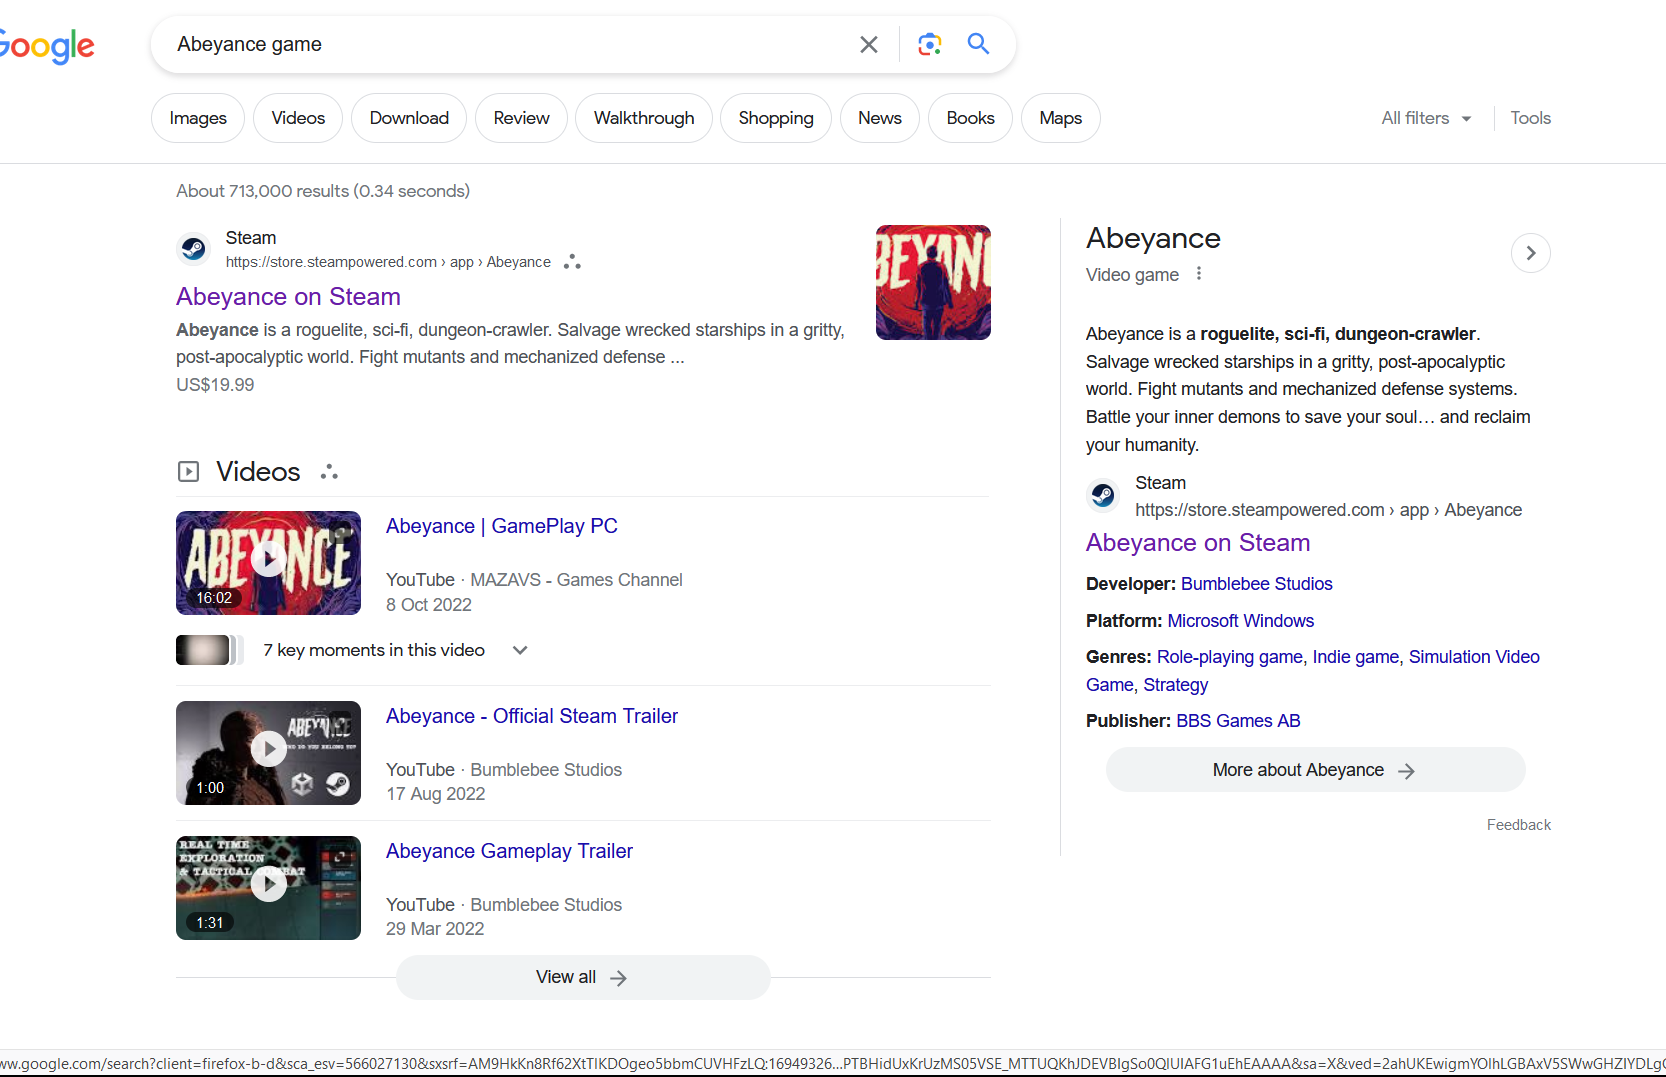 Google
Abeyance game
Images
Videos
Download
Review
Walkthrough
Shopping
News
Books
Maps
All filters
Tools
About 713,000 results (0.34 seconds)
Steam
https://store.steampowered.com › app › Abeyance
Abeyance on Steam
Abeyance is a roguelite, sci-fi, dungeon-crawler. Salvage wrecked starships in a gritty,
post-apocalyptic world. Fight mutants and mechanized defense ...
US$19.99
BEYAN
Videos
ABEYANCE
16:02
Abeyance | GamePlay PC
YouTube · MAZAVS - Games Channel
8 Oct 2022
7 key moments in this video
ABEYANCE
DO YOU BELONG TO?
1:00
Abeyance - Official Steam Trailer
YouTube · Bumblebee Studios
17 Aug 2022
REAL TIME
EXPLORATION
& TACTICAL COMBAT
1:31
Abeyance Gameplay Trailer
YouTube · Bumblebee Studios
29 Mar 2022
View all
Abeyance
Video game
Abeyance is a roguelite, sci-fi, dungeon-crawler.
Salvage wrecked starships in a gritty, post-apocalyptic
world. Fight mutants and mechanized defense systems.
Battle your inner demons to save your soul… and reclaim
your humanity.
Steam
https://store.steampowered.com › app › Abeyance
Abeyance on Steam
Developer: Bumblebee Studios
Platform: Microsoft Windows
Genres: Role-playing game, Indie game, Simulation Video
Game, Strategy
Publisher: BBS Games AB
More about Abeyance
Feedback
ww.google.com/search?client=firefox-b-d&sca_esv=566027130&sxsrf=AM9HkKn8Rf62XtTIKDOgeo5bbmCUVHFzLQ:16949326...PTBHidUxKrUzMS05VSE_MTTUQKhJDEVBIgSo0QIUIAFG1uEhEAAAA&sa=X&ved=2ahUKEwigmYOlhLGBAxV5SWwGHZIYDLgQ